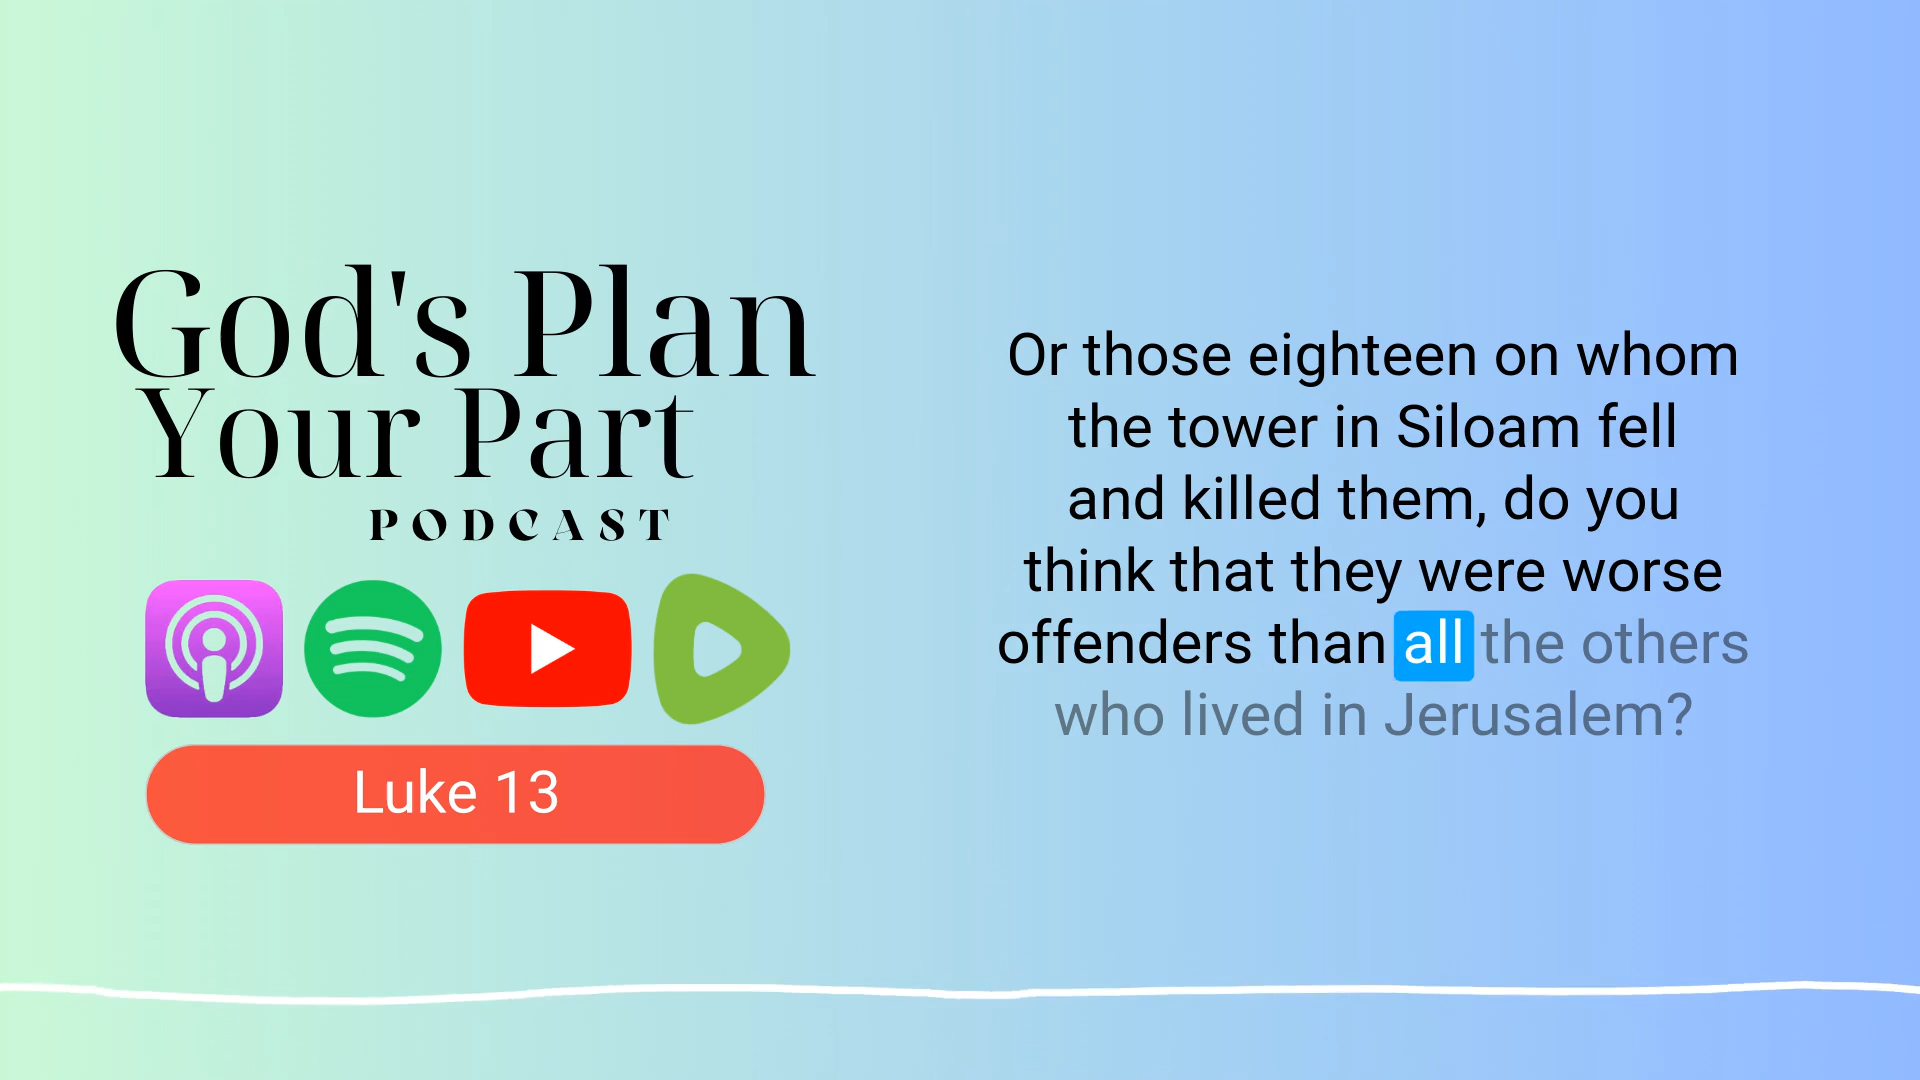 God's Plan
Your Part
PODCAST
Luke 13
Or those eighteen on whom
the tower in Siloam fell
and killed them, do you
think that they were worse
offenders than all the others
who lived in Jerusalem?